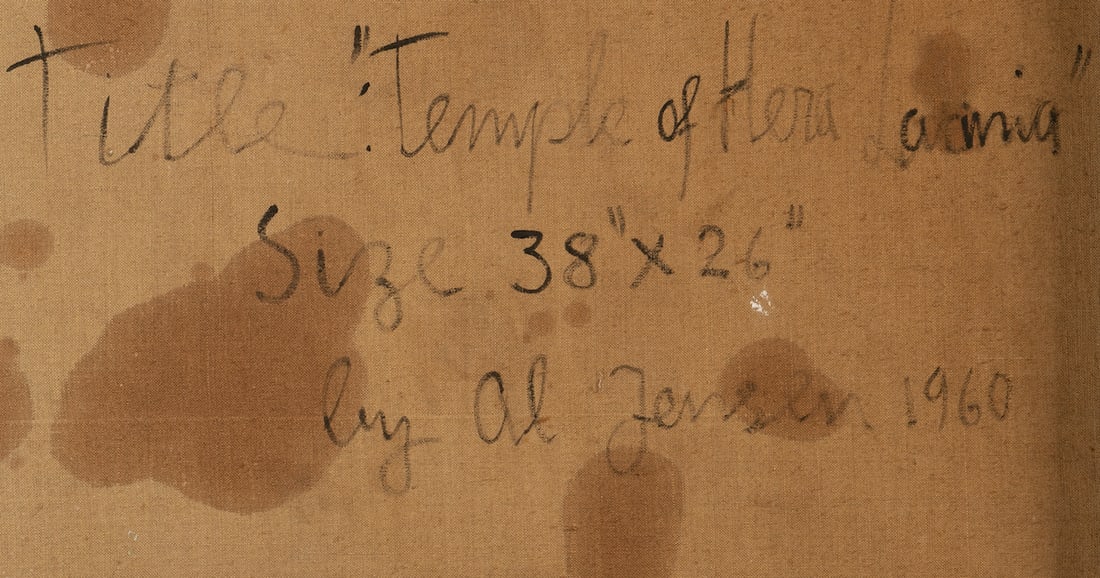 Title: "Temple of Hera Lacinia"
Size 38" x 26"
by Al Jensen 1960